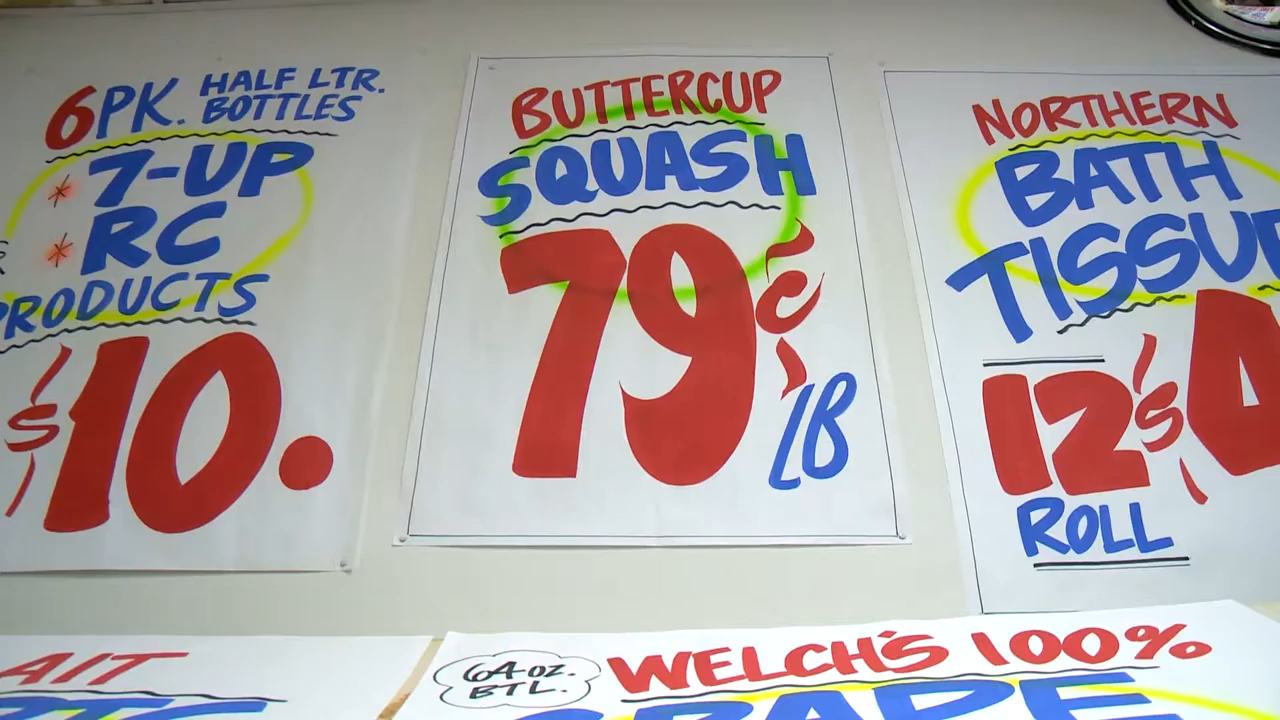 6PK. HALF LTR.
BOTTLES
* 7-UP
* RC
PRODUCTS
$10.
BUTTERCUP
SQUASH
79¢
LB
NORTHERN
BATH
TISSUE
12's
ROLL
64 OZ.
BTL.
WELCH'S 100%